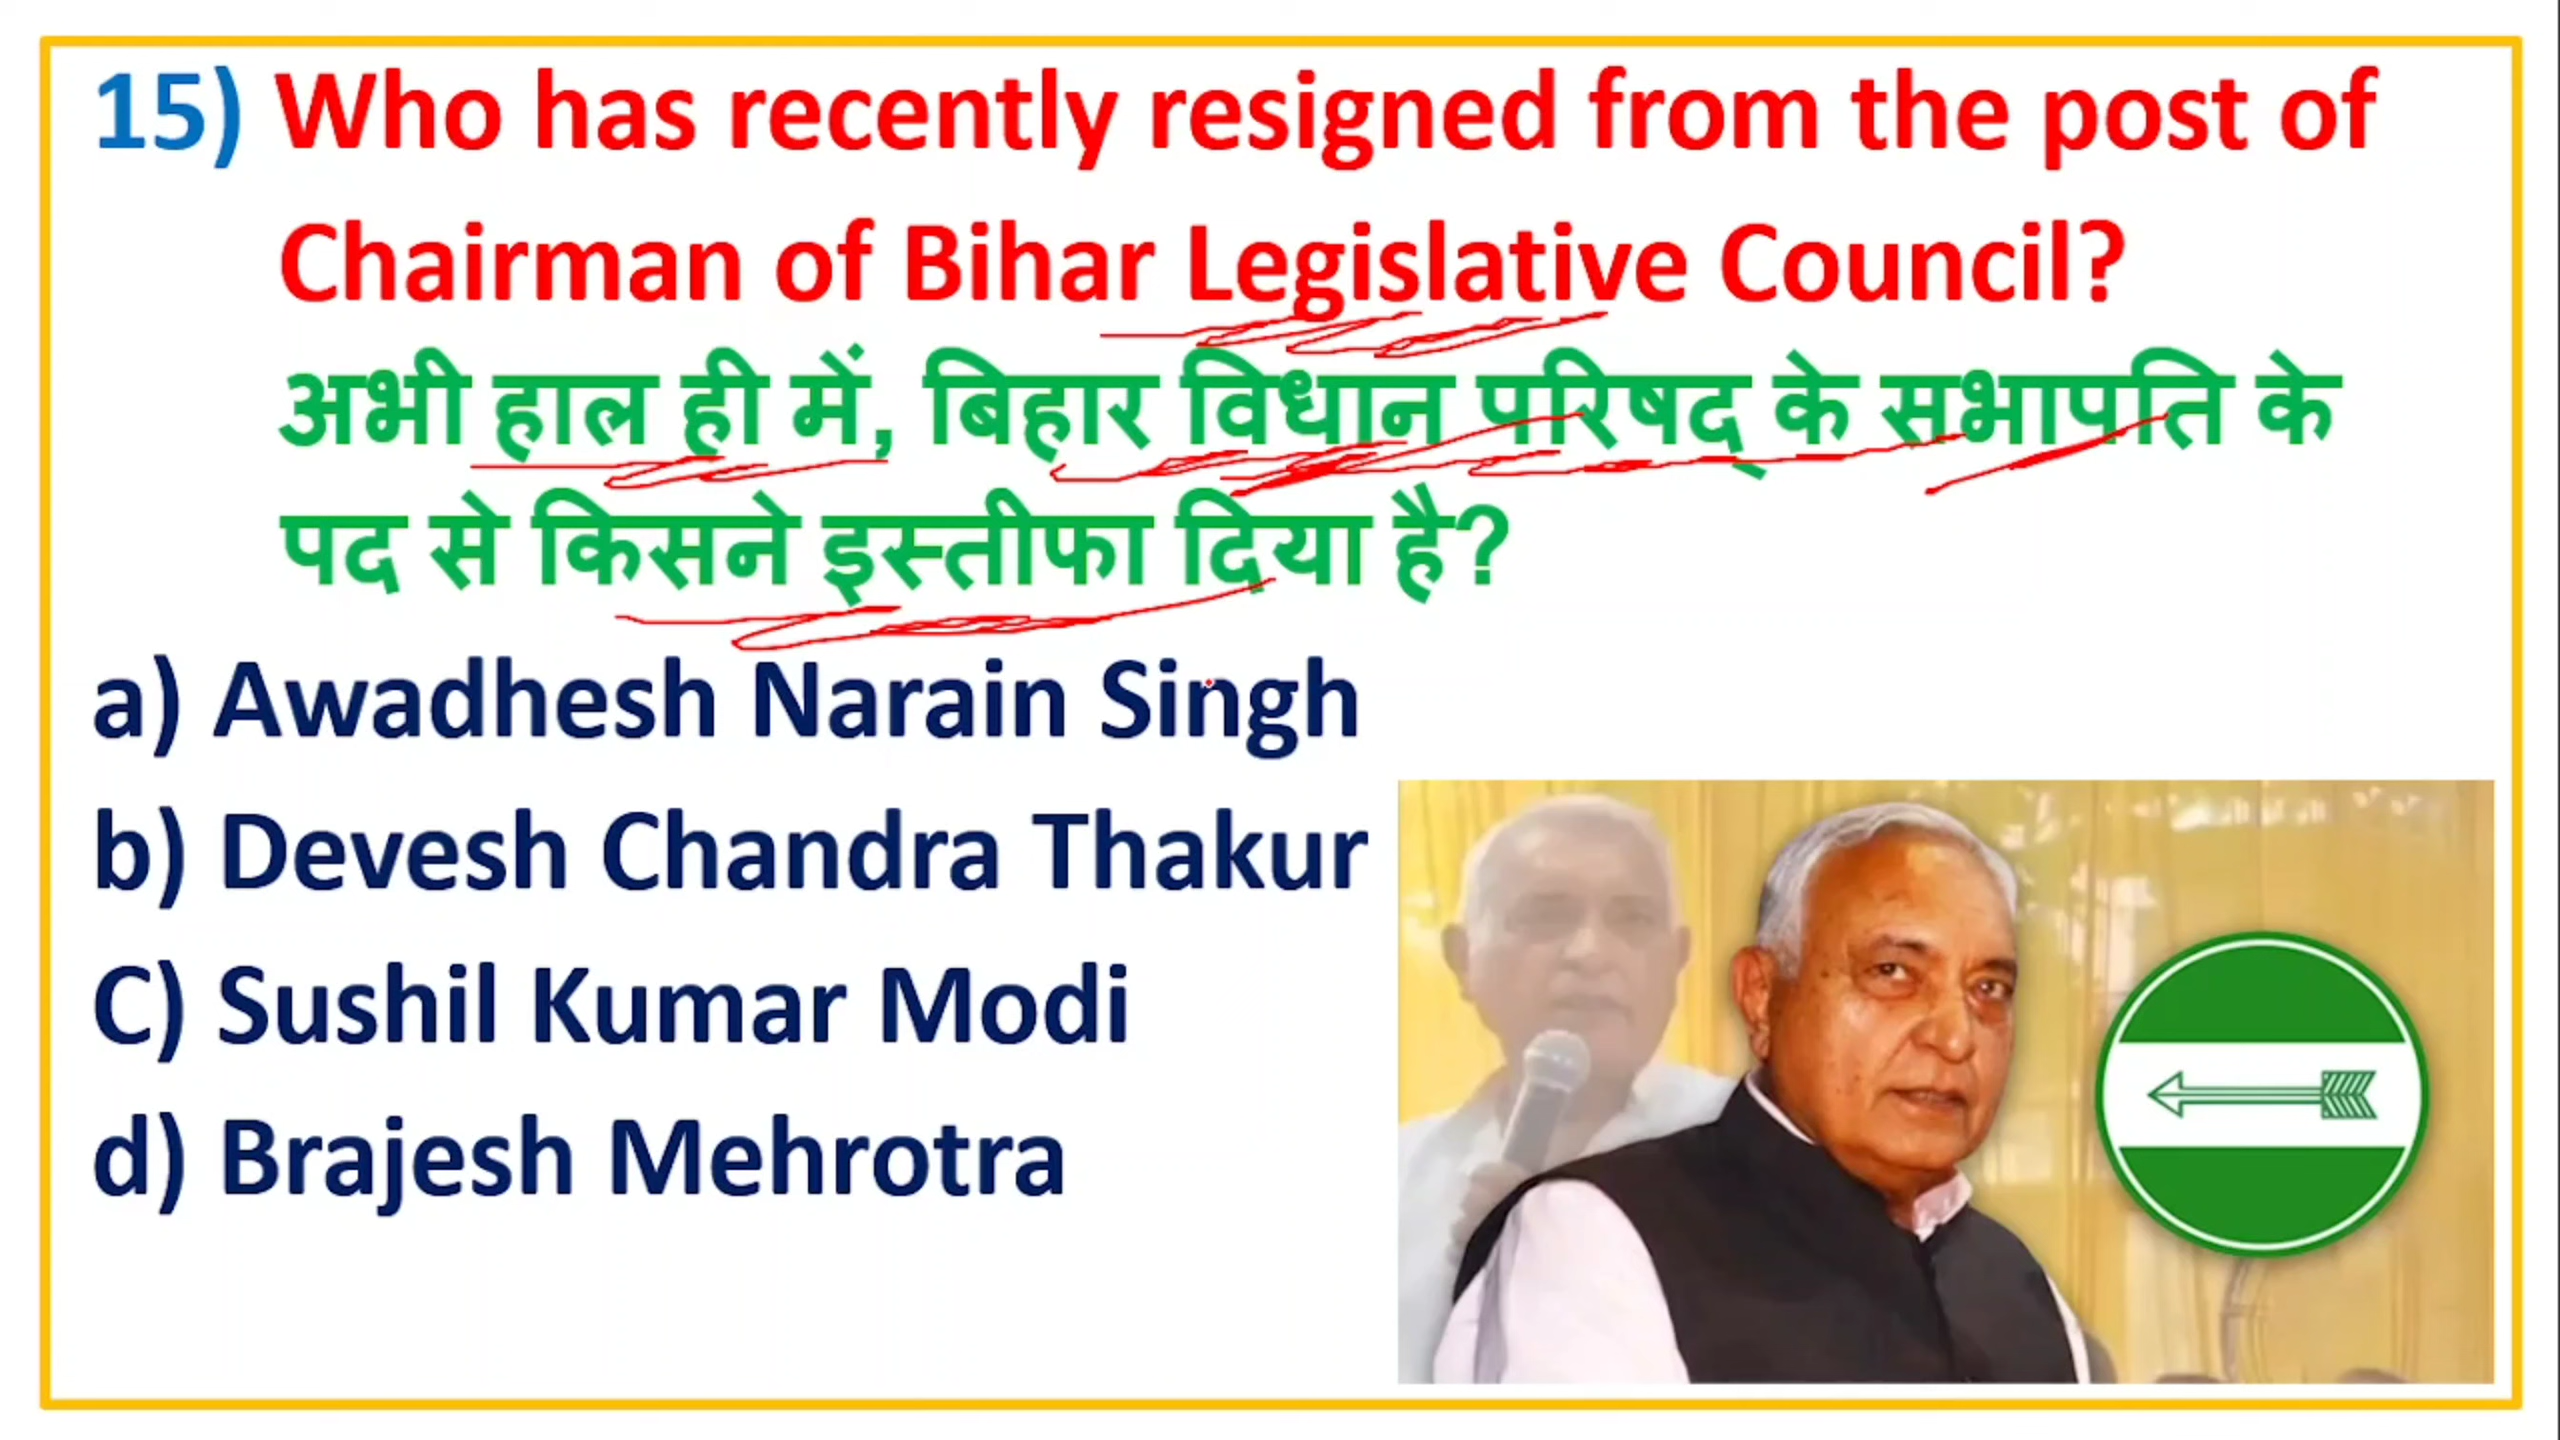 15) Who has recently resigned from the post of
Chairman of Bihar Legislative Council?
अभी हाल ही में, बिहार विधान परिषद् के सभापति के
पद से किसने इस्तीफा दिया है?
a) Awadhesh Narain Singh
b) Devesh Chandra Thakur
C) Sushil Kumar Modi
d) Brajesh Mehrotra